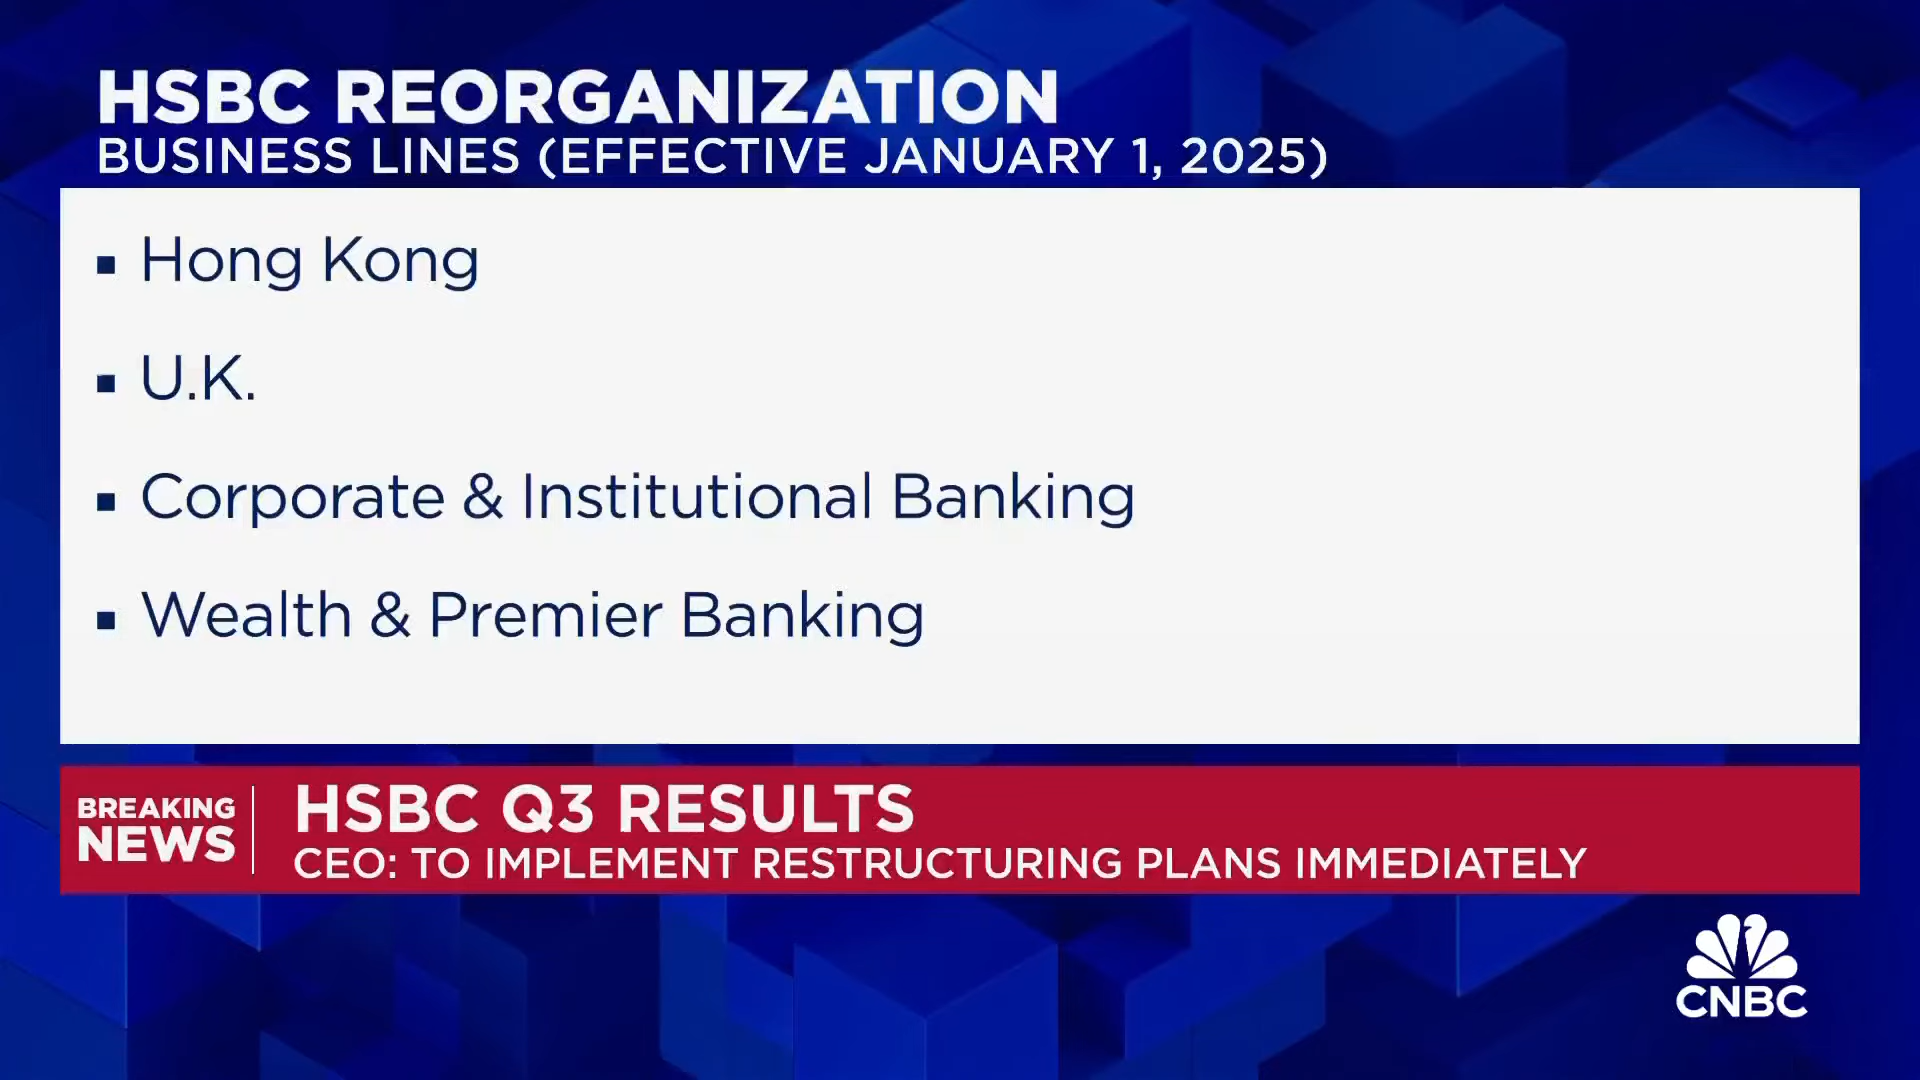 HSBC REORGANIZATION
BUSINESS LINES (EFFECTIVE JANUARY 1, 2025)
▪ Hong Kong
▪ U.K.
▪ Corporate & Institutional Banking
▪ Wealth & Premier Banking
BREAKING
NEWS
HSBC Q3 RESULTS
CEO: TO IMPLEMENT RESTRUCTURING PLANS IMMEDIATELY
CNBC